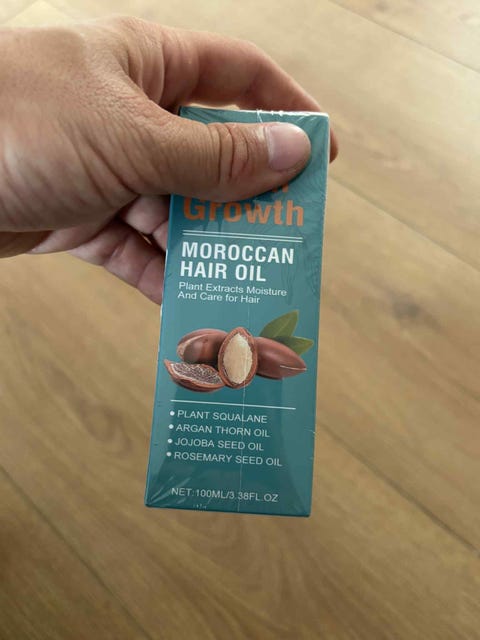 Growth
MOROCCAN
HAIR OIL
Plant Extracts Moisture
And Care for Hair
• PLANT SQUALANE
• ARGAN THORN OIL
• JOJOBA SEED OIL
• ROSEMARY SEED OIL
NET:100ML/3.38FL.OZ